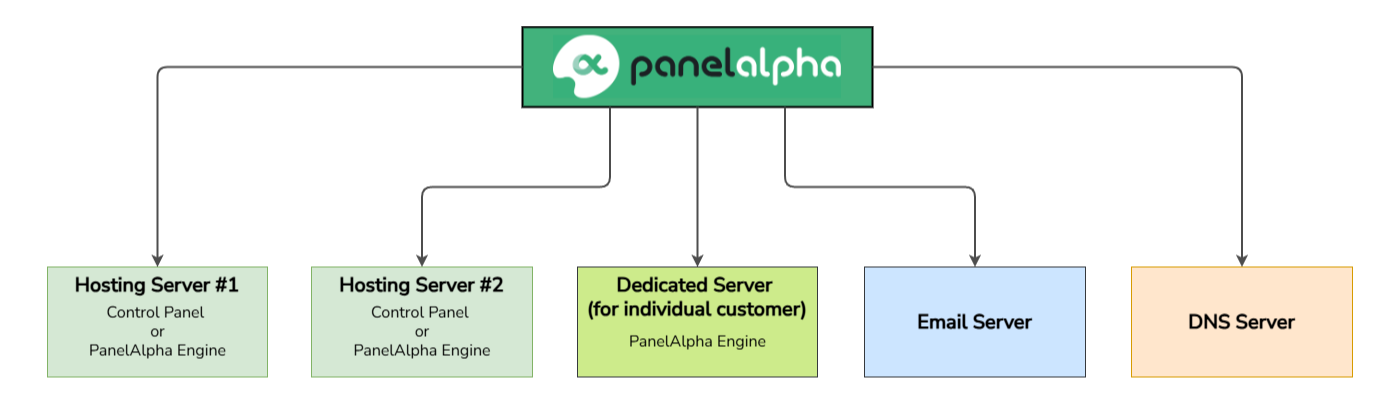 panelalpha
Hosting Server #1
Control Panel
or
PanelAlpha Engine
Hosting Server #2
Control Panel
or
PanelAlpha Engine
Dedicated Server
(for individual customer)
PanelAlpha Engine
Email Server
DNS Server